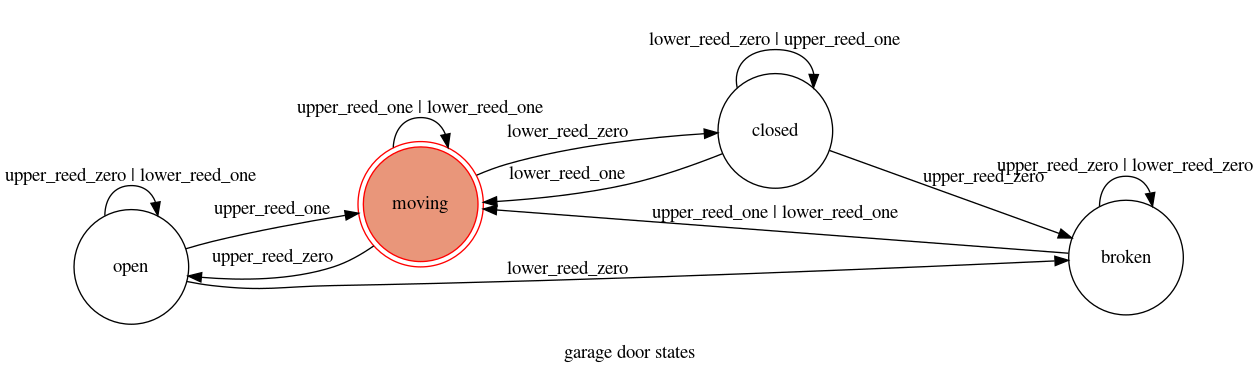 lower_reed_zero | upper_reed_one
upper_reed_one | lower_reed_one
closed
lower_reed_zero
upper_reed_zero | lower_reed_zero
upper_reed_zero
upper_reed_zero | lower_reed_one
lower_reed_one
moving
upper_reed_one
upper_reed_one | lower_reed_one
upper_reed_zero
broken
open
lower_reed_zero
garage door states